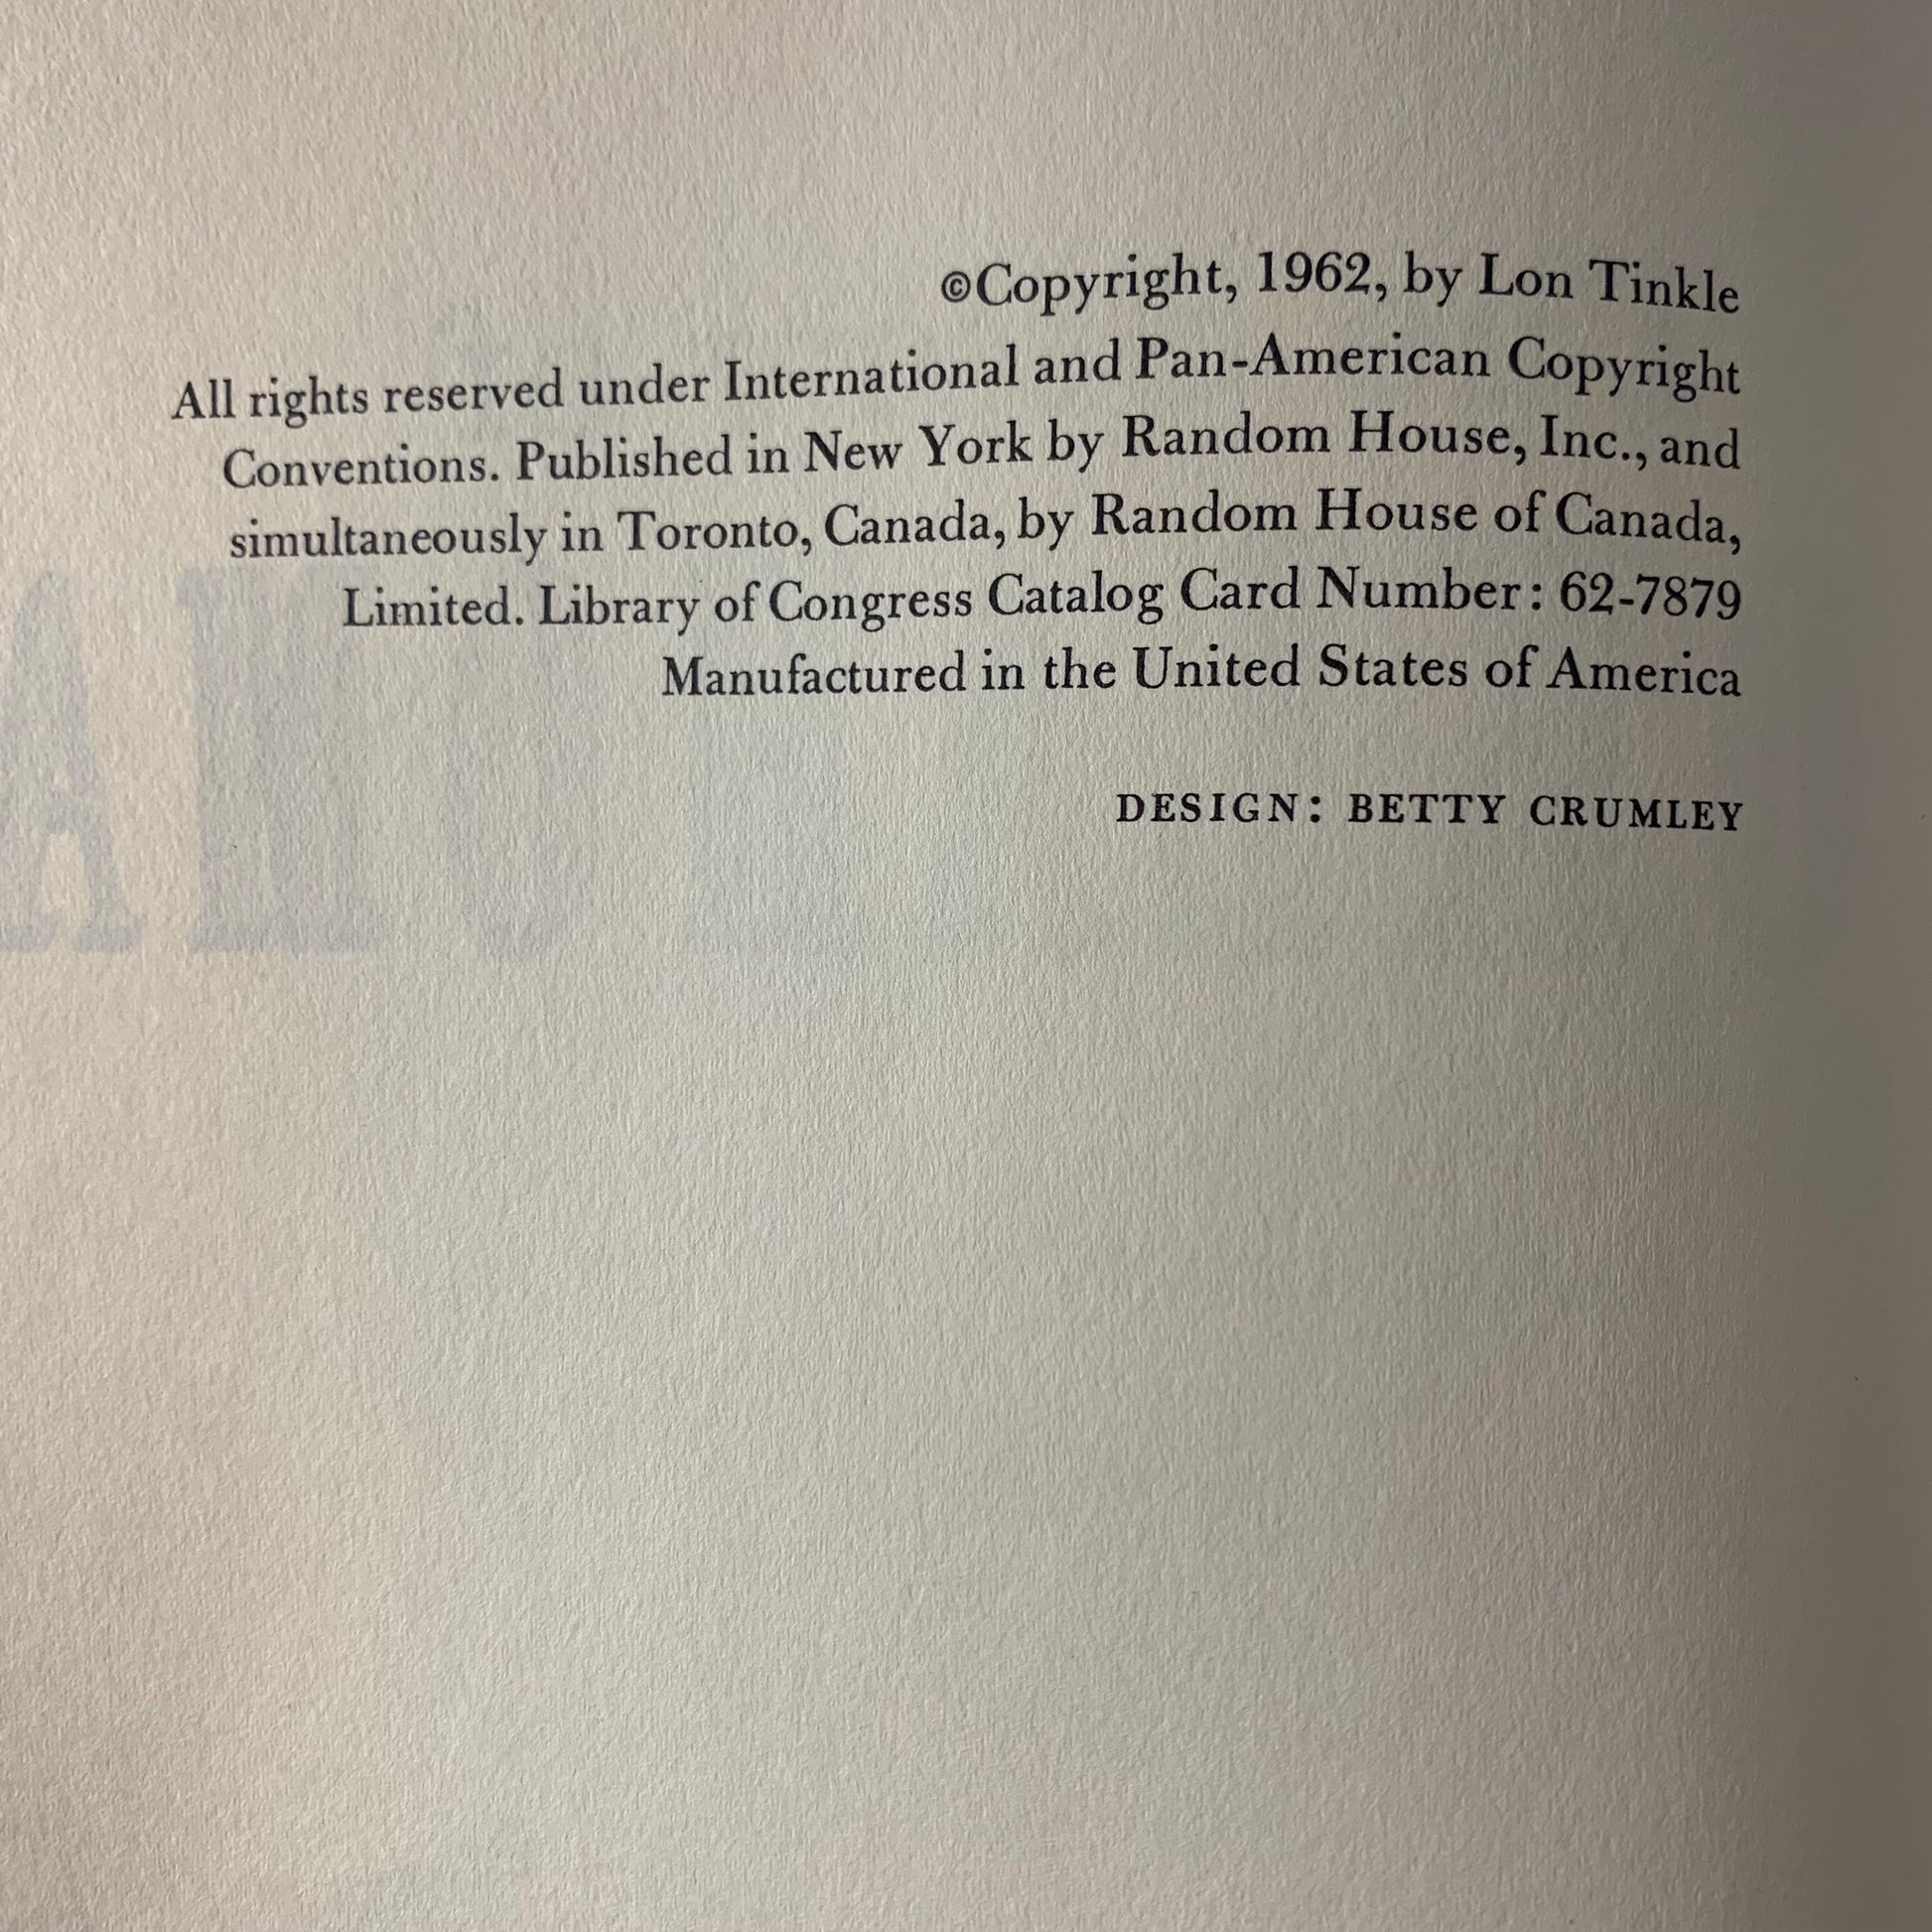 ©Copyright, 1962, by Lon Tinkle
All rights reserved under International and Pan-American Copyright
Conventions. Published in New York by Random House, Inc., and
simultaneously in Toronto, Canada, by Random House of Canada,
Limited. Library of Congress Catalog Card Number: 62-7879
Manufactured in the United States of America
DESIGN: BETTY CRUMLEY